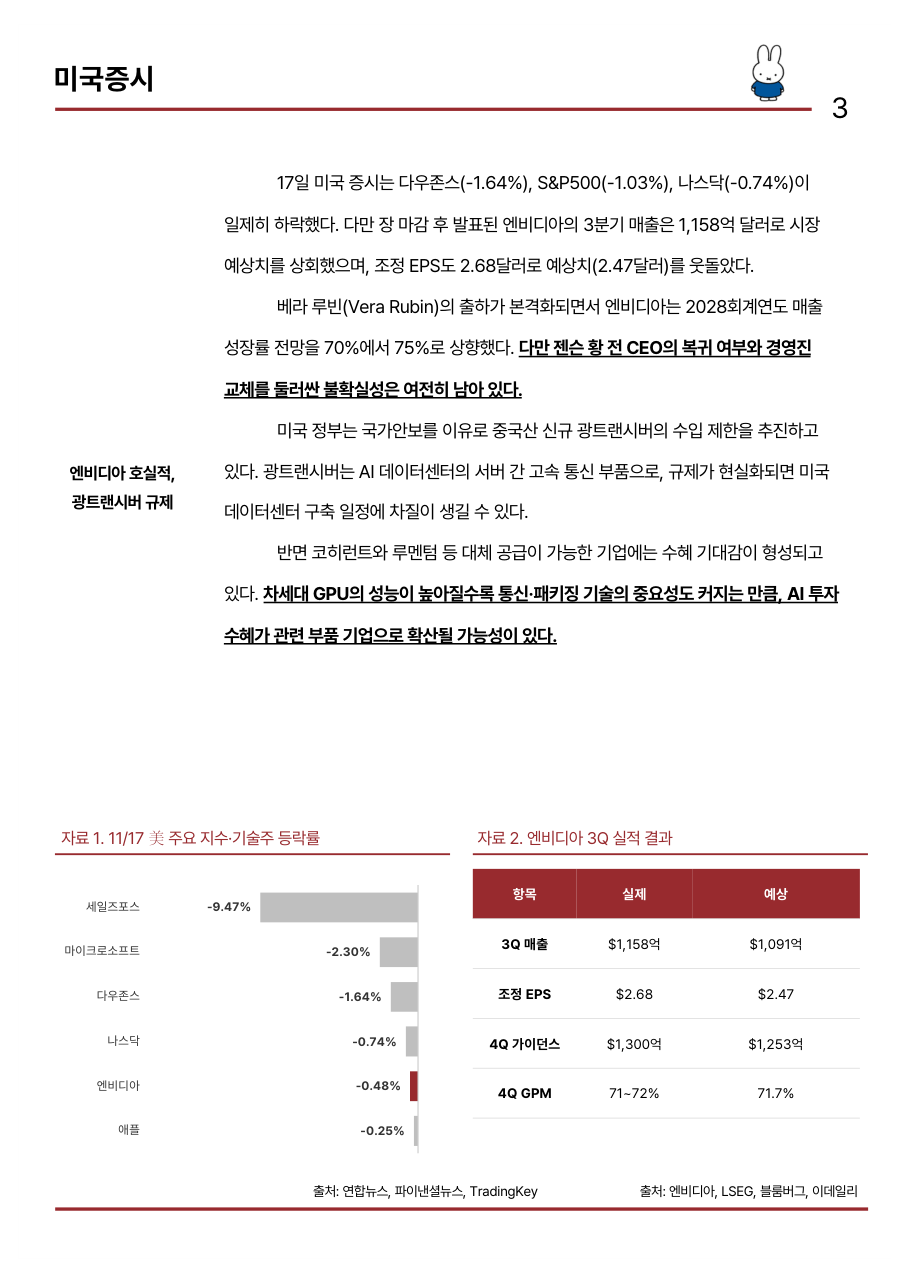 미국증시
3
17일 미국 증시는 다우존스(-1.64%), S&P500(-1.03%), 나스닥(-0.74%)이
일제히 하락했다. 다만 장 마감 후 발표된 엔비디아의 3분기 매출은 1,158억 달러로 시장
예상치를 상회했으며, 조정 EPS도 2.68달러로 예상치(2.47달러)를 웃돌았다.
베라 루빈(Vera Rubin)의 출하가 본격화되면서 엔비디아는 2028회계연도 매출
성장률 전망을 70%에서 75%로 상향했다. 다만 젠슨 황 전 CEO의 복귀 여부와 경영진
교체를 둘러싼 불확실성은 여전히 남아 있다.
미국 정부는 국가안보를 이유로 중국산 신규 광트랜시버의 수입 제한을 추진하고
있다. 광트랜시버는 AI 데이터센터의 서버 간 고속 통신 부품으로, 규제가 현실화되면 미국
데이터센터 구축 일정에 차질이 생길 수 있다.
반면 코히런트와 루멘텀 등 대체 공급이 가능한 기업에는 수혜 기대감이 형성되고
있다. 차세대 GPU의 성능이 높아질수록 통신·패키징 기술의 중요성도 커지는 만큼, AI 투자
수혜가 관련 부품 기업으로 확산될 가능성이 있다.
엔비디아 호실적,
광트랜시버 규제
자료 1. 11/17 美 주요 지수·기술주 등락률
세일즈포스 -9.47%
마이크로소프트 -2.30%
다우존스 -1.64%
나스닥 -0.74%
엔비디아 -0.48%
애플 -0.25%
출처: 연합뉴스, 파이낸셜뉴스, TradingKey
자료 2. 엔비디아 3Q 실적 결과
항목 실제 예상
3Q 매출 $1,158억 $1,091억
조정 EPS $2.68 $2.47
4Q 가이던스 $1,300억 $1,253억
4Q GPM 71~72% 71.7%
출처: 엔비디아, LSEG, 블룸버그, 이데일리